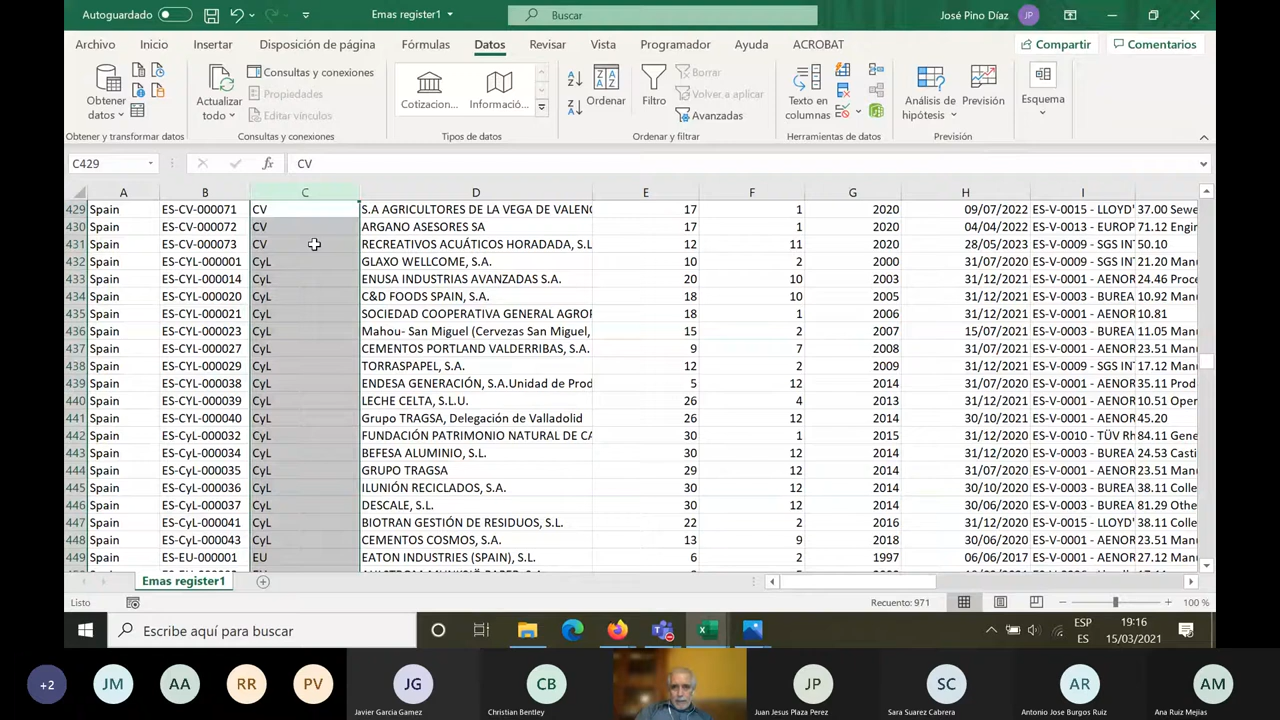 Autoguardado
Emas register1
Buscar
José Pino Díaz
JP
Archivo Inicio Insertar Disposición de página Fórmulas Datos Revisar Vista Programador Ayuda ACROBAT
Compartir
Comentarios
Obtener datos
Obtener y transformar datos
Actualizar todo
Consultas y conexiones
Propiedades
Editar vínculos
Consultas y conexiones
Cotizacion...
Informació...
Tipos de datos
Ordenar
Filtro
Borrar
Volver a aplicar
Avanzadas
Ordenar y filtrar
Texto en columnas
Herramientas de datos
Análisis de hipótesis
Previsión
Previsión
Esquema
C429
fx
CV
A B C D E F G H I
429 Spain ES-CV-000071 CV S.A AGRICULTORES DE LA VEGA DE VALENC 17 1 2020 09/07/2022 ES-V-0015 - LLOYD' 37.00 Sewe
430 Spain ES-CV-000072 CV ARGANO ASESORES SA 17 1 2020 04/04/2022 ES-V-0013 - EUROP 71.12 Engin
431 Spain ES-CV-000073 CV RECREATIVOS ACUÁTICOS HORADADA, S.L 12 11 2020 28/05/2023 ES-V-0009 - SGS IN 50.10
432 Spain ES-CYL-000001 CyL GLAXO WELLCOME, S.A. 10 2 2000 31/07/2020 ES-V-0009 - SGS IN 21.20 Manu
433 Spain ES-CYL-000014 CyL ENUSA INDUSTRIAS AVANZADAS S.A. 20 10 2003 31/12/2021 ES-V-0001 - AENOR 24.46 Proce
434 Spain ES-CYL-000020 CyL C&D FOODS SPAIN, S.A. 18 10 2005 31/12/2021 ES-V-0003 - BUREA 10.92 Manu
435 Spain ES-CYL-000021 CyL SOCIEDAD COOPERATIVA GENERAL AGROP 18 1 2006 31/12/2021 ES-V-0001 - AENOR 10.81
436 Spain ES-CYL-000023 CyL Mahou- San Miguel (Cervezas San Miguel, 15 2 2007 15/07/2021 ES-V-0003 - BUREA 11.05 Manu
437 Spain ES-CYL-000027 CyL CEMENTOS PORTLAND VALDERRIBAS, S.A. 9 7 2008 31/12/2021 ES-V-0001 - AENOR 23.51 Manu
438 Spain ES-CYL-000029 CyL TORRASPAPEL, S.A. 12 2 2009 31/12/2021 ES-V-0009 - SGS IN 17.12 Manu
439 Spain ES-CYL-000038 CyL ENDESA GENERACIÓN, S.A.Unidad de Prod 5 12 2014 31/07/2020 ES-V-0001 - AENOR 35.11 Prod
440 Spain ES-CYL-000039 CyL LECHE CELTA, S.L.U. 26 4 2013 31/12/2020 ES-V-0001 - AENOR 10.51 Oper
441 Spain ES-CYL-000040 CyL Grupo TRAGSA, Delegación de Valladolid 26 12 2014 30/10/2021 ES-V-0001 - AENOR 45.20
442 Spain ES-CyL-000032 CyL FUNDACIÓN PATRIMONIO NATURAL DE CA 30 1 2015 31/12/2020 ES-V-0010 - TÜV Rh 84.11 Gene
443 Spain ES-CyL-000034 CyL BEFESA ALUMINIO, S.L. 30 12 2014 31/12/2020 ES-V-0003 - BUREA 24.53 Casti
444 Spain ES-CyL-000035 CyL GRUPO TRAGSA 29 12 2014 31/07/2020 ES-V-0001 - AENOR 23.51 Manu
445 Spain ES-CyL-000036 CyL ILUNIÓN RECICLADOS, S.A. 30 12 2014 31/10/2020 ES-V-0003 - BUREA 38.11 Colle
446 Spain ES-CyL-000037 CyL DESCALE, S.L. 30 12 2014 30/06/2020 ES-V-0003 - BUREA 81.29 Othe
447 Spain ES-CyL-000041 CyL BIOTRAN GESTIÓN DE RESIDUOS, S.L. 22 2 2016 31/12/2020 ES-V-0015 - LLOYD' 38.11 Colle
448 Spain ES-CyL-000043 CyL CEMENTOS COSMOS, S.A. 13 9 2018 30/06/2020 ES-V-0001 - AENOR 23.51 Manu
449 Spain ES-EU-000001 EU EATON INDUSTRIES (SPAIN), S.L. 6 2 1997 06/06/2017 ES-V-0001 - AENOR 27.12 Manu
Emas register1
Listo
Recuento: 971
100 %
Escribe aquí para buscar
ESP
ES
19:16
15/03/2021
+2
JM
AA
RR
PV
JG
Javier Garcia Gamez
CB
Christian Bentley
JP
Juan Jesus Plaza Perez
SC
Sara Suarez Cabrera
AR
Antonio Jose Burgos Ruiz
AM
Ana Ruiz Mejias